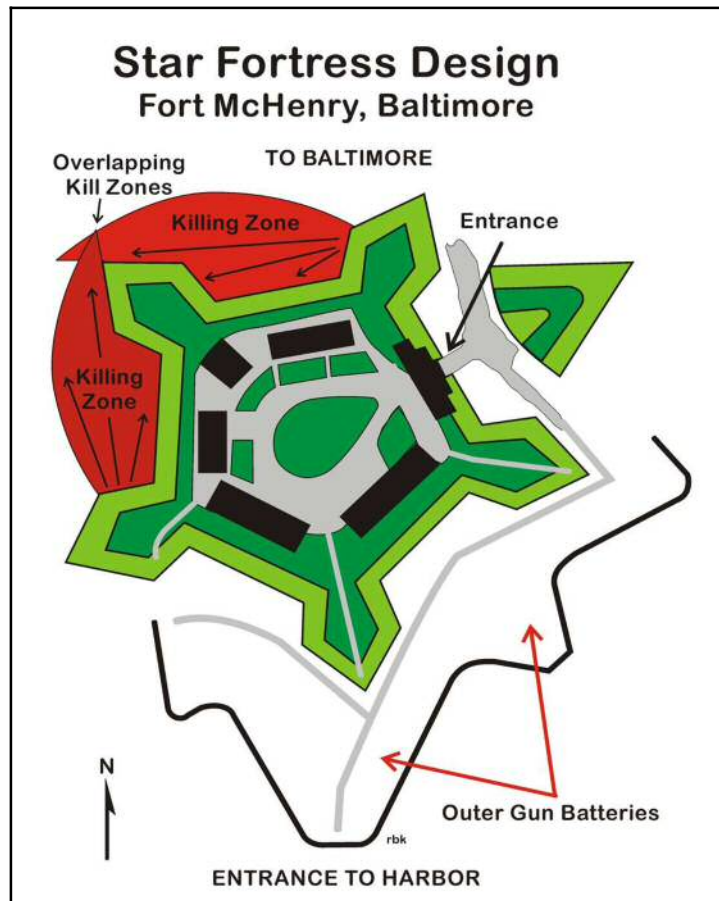 Star Fortress Design
Fort McHenry, Baltimore
TO BALTIMORE
Overlapping
Kill Zones
Killing Zone
Entrance
Killing
Zone
N
Outer Gun Batteries
rbk
ENTRANCE TO HARBOR